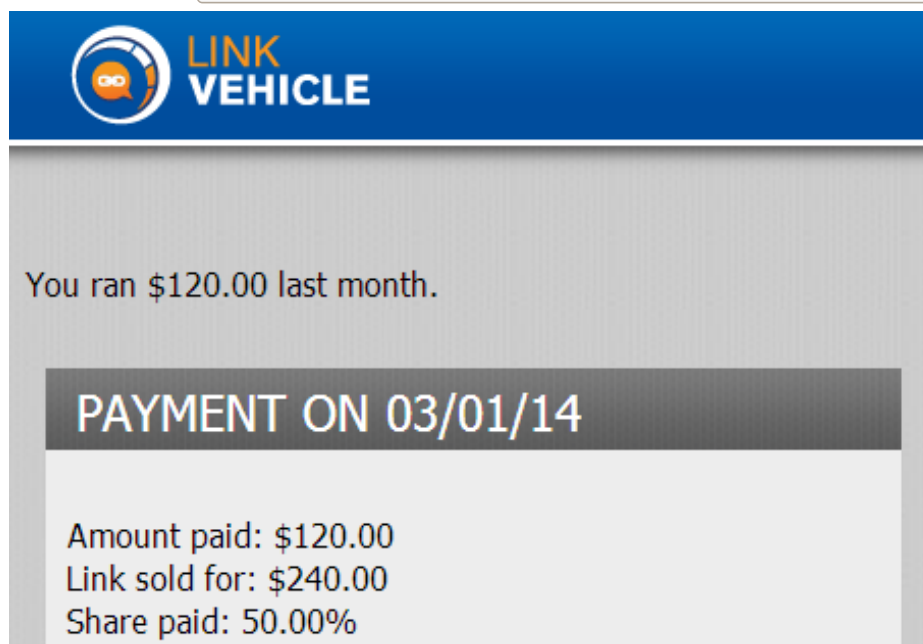 LINK
VEHICLE
You ran $120.00 last month.
PAYMENT ON 03/01/14
Amount paid: $120.00
Link sold for: $240.00
Share paid: 50.00%